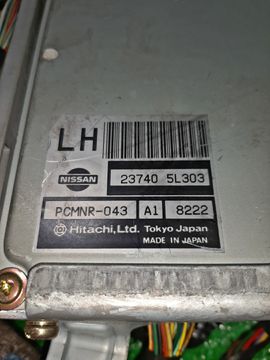 LH
NISSAN 23740 5L303
PCMNR-043 A1 8222
Hitachi, Ltd. Tokyo Japan
MADE IN JAPAN